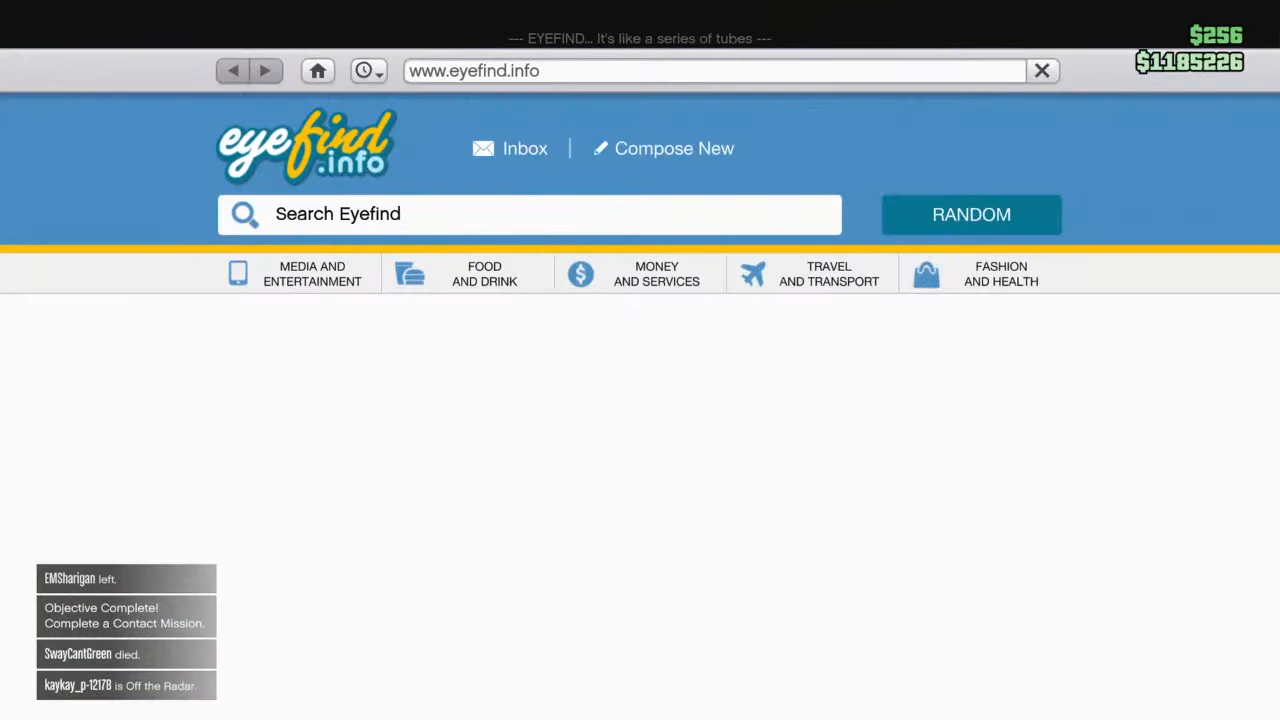 --- EYEFIND... It's like a series of tubes ---
$256
$1185226
www.eyefind.info
eyefind
.info
Inbox
Compose New
Search Eyefind
RANDOM
MEDIA AND
ENTERTAINMENT
FOOD
AND DRINK
MONEY
AND SERVICES
TRAVEL
AND TRANSPORT
FASHION
AND HEALTH
EMSharigan left.
Objective Complete!
Complete a Contact Mission.
SwayCantGreen died.
kaykay_p-12178 is Off the Radar.